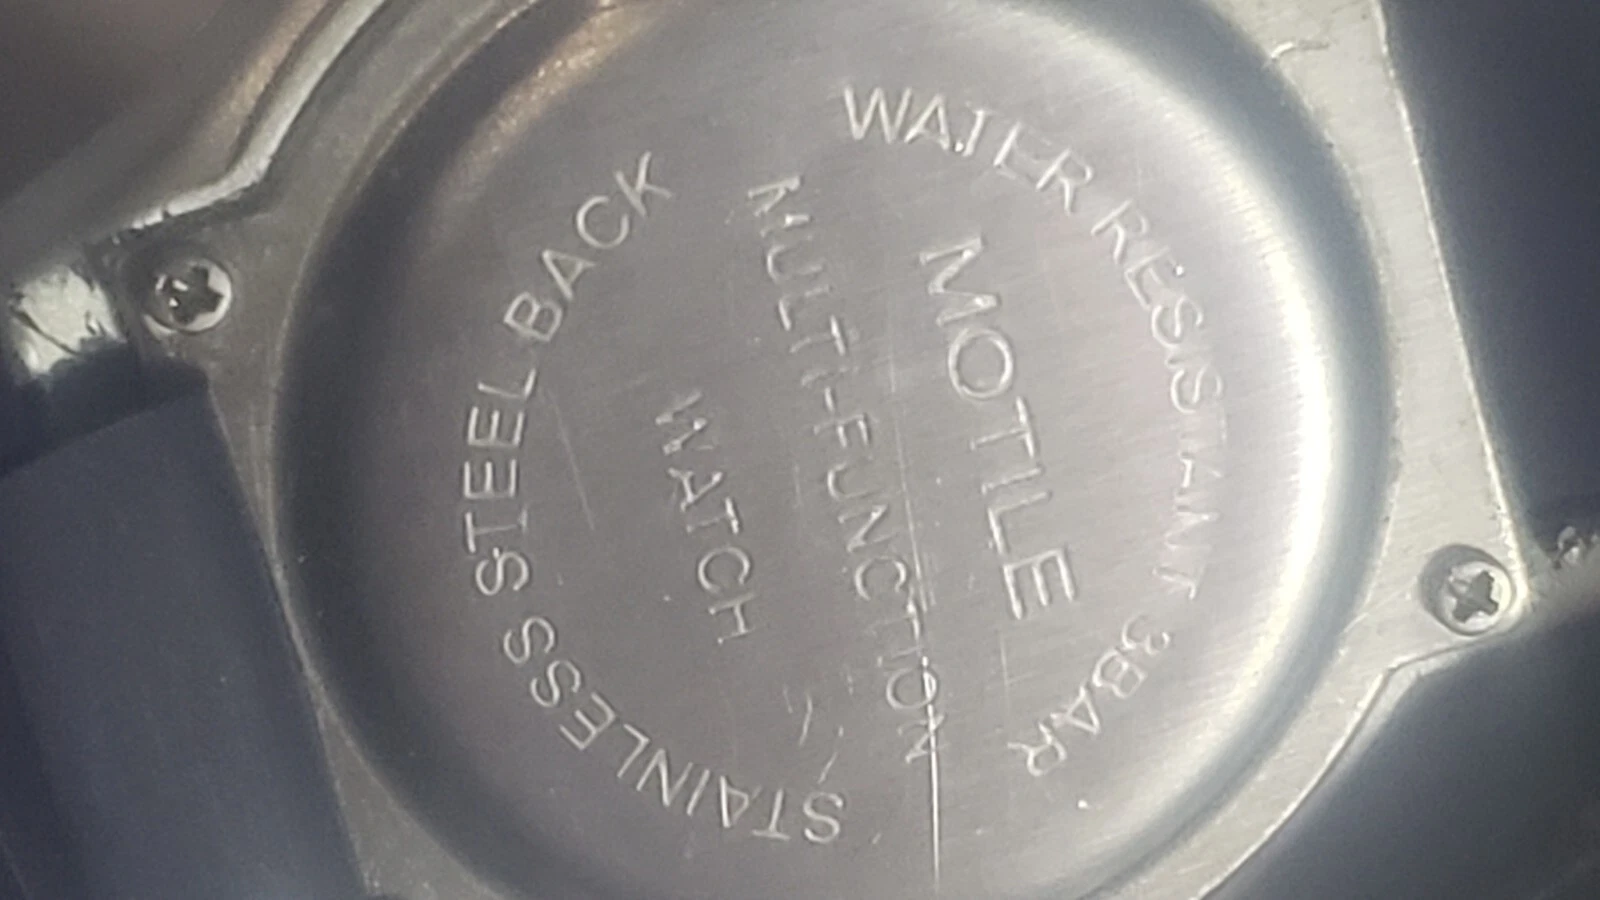 WATER RESISTANT 3BAR
MOTILE
MULTI-FUNCTION
WATCH
STAINLESS STEEL BACK